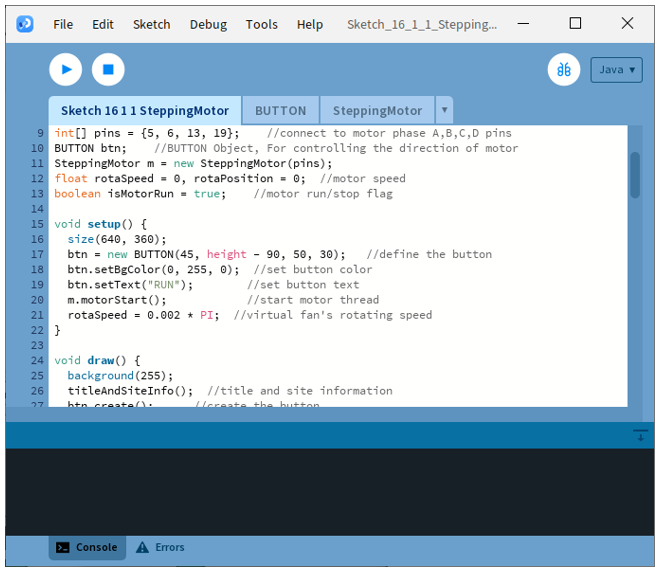 File Edit Sketch Debug Tools Help Sketch_16_1_1_Stepping...
Java ▾
Sketch 16 1 1 SteppingMotor BUTTON SteppingMotor ▾
9 int[] pins = {5, 6, 13, 19};    //connect to motor phase A,B,C,D pins
10 BUTTON btn;    //BUTTON Object, For controlling the direction of motor
11 SteppingMotor m = new SteppingMotor(pins);
12 float rotaSpeed = 0, rotaPosition = 0;  //motor speed
13 boolean isMotorRun = true;    //motor run/stop flag
14
15 void setup() {
16   size(640, 360);
17   btn = new BUTTON(45, height - 90, 50, 30);   //define the button
18   btn.setBgColor(0, 255, 0);  //set button color
19   btn.setText("RUN");        //set button text
20   m.motorStart();            //start motor thread
21   rotaSpeed = 0.002 * PI;  //virtual fan's rotating speed
22 }
23
24 void draw() {
25   background(255);
26   titleAndSiteInfo();  //title and site information
27   btn.create();      //create the button
Console Errors